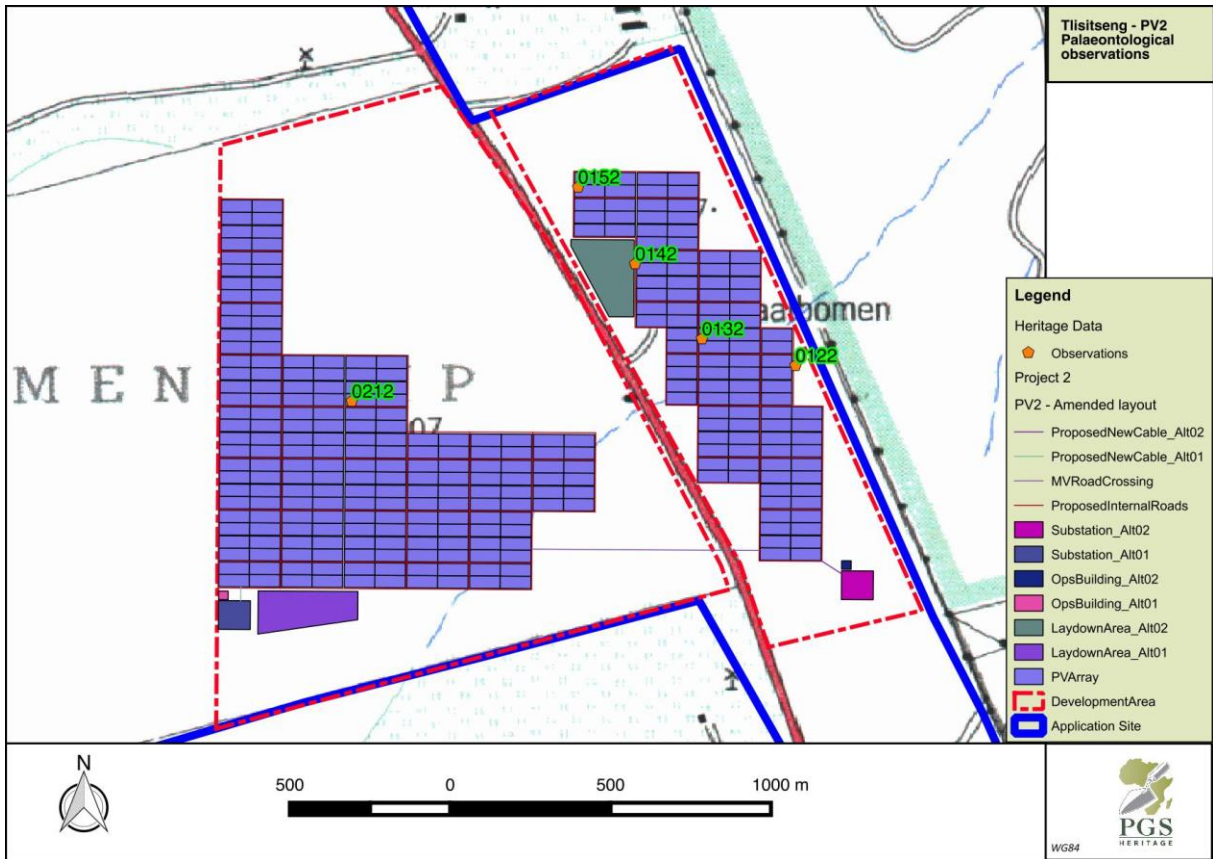 Tlisitseng - PV2
Palaeontological
observations
0152
7.
0142
aalbomen
0132
0122
0212
M E N
P
07
Legend
Heritage Data
Observations
Project 2
PV2 - Amended layout
ProposedNewCable_Alt02
ProposedNewCable_Alt01
MVRoadCrossing
ProposedInternalRoads
Substation_Alt02
Substation_Alt01
OpsBuilding_Alt02
OpsBuilding_Alt01
LaydownArea_Alt02
LaydownArea_Alt01
PVArray
DevelopmentArea
Application Site
N
500 0 500 1000 m
WG84
PGS
HERITAGE